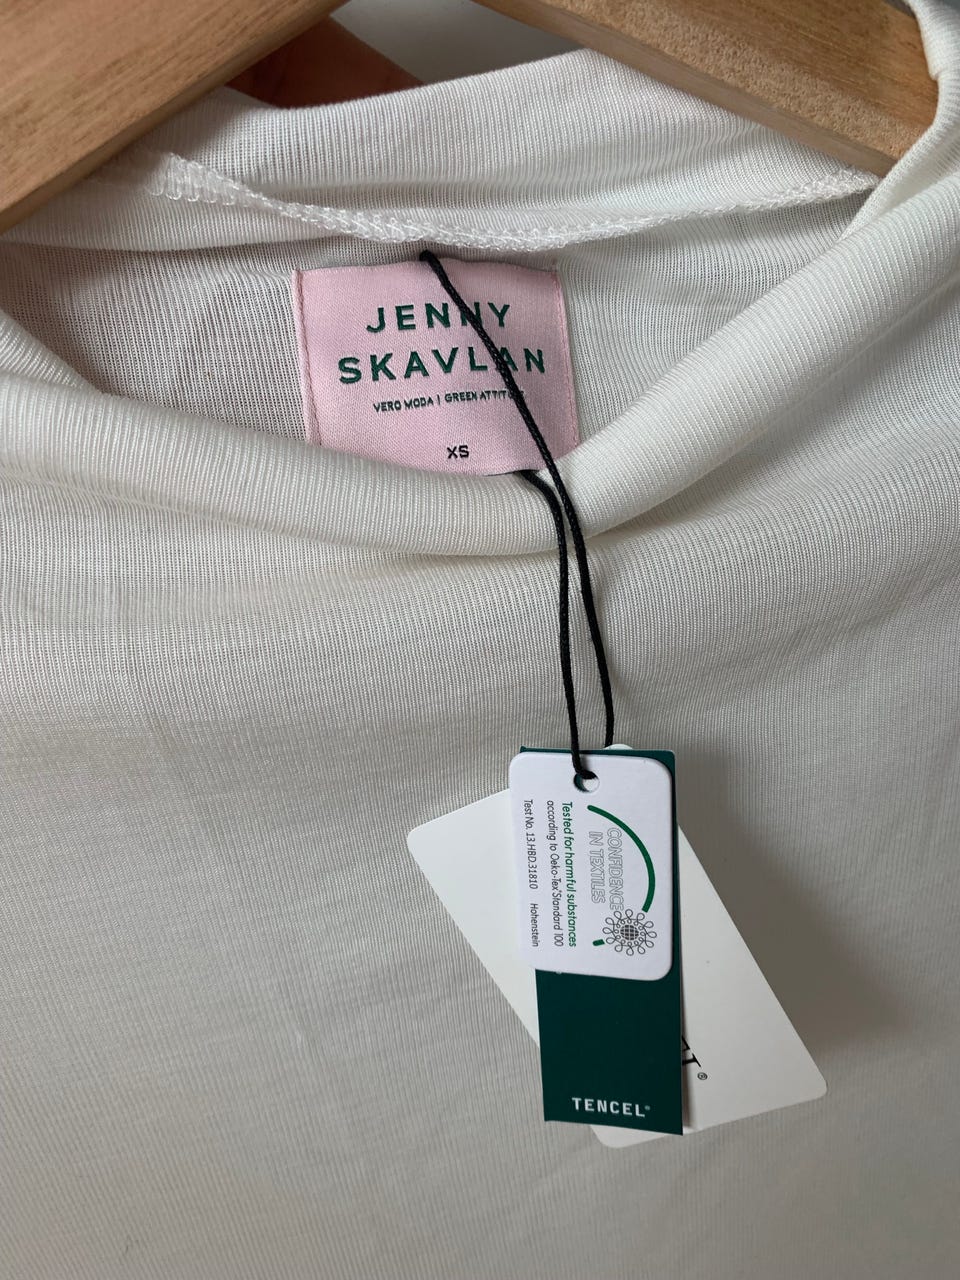 JENNY
SKAVLAN
VERO MODA | GREEN ATTITU
XS
CONFIDENCE
IN TEXTILES
Tested for harmful substances
according to Oeko-Tex® Standard 100
Test No. 13.HBD.31810 Hohenstein
TENCEL®